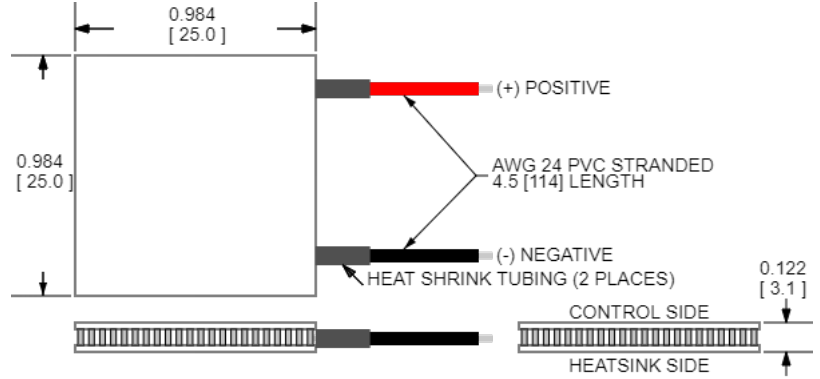 0.984
[ 25.0 ]
(+) POSITIVE
0.984
[ 25.0 ]
AWG 24 PVC STRANDED
4.5 [114] LENGTH
(-) NEGATIVE
HEAT SHRINK TUBING (2 PLACES)
0.122
[ 3.1 ]
CONTROL SIDE
HEATSINK SIDE